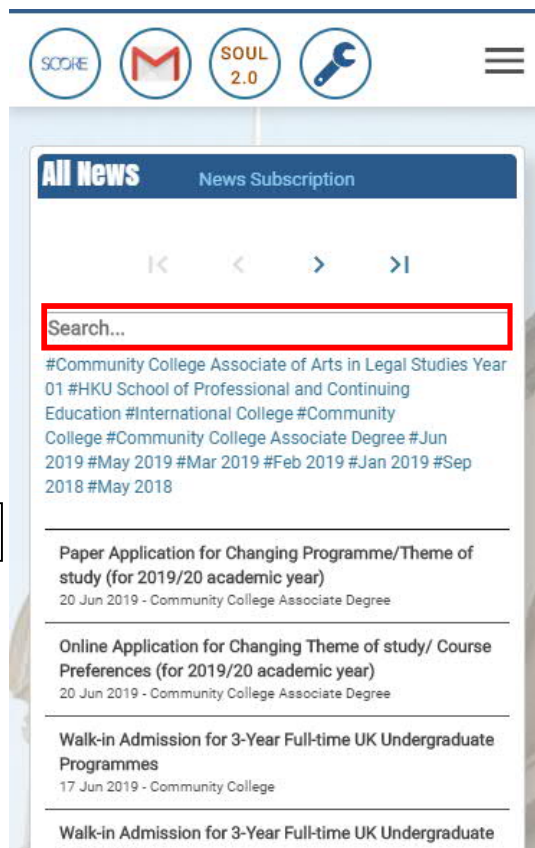 SCORE
SOUL
2.0
All News
News Subscription
Search...
#Community College Associate of Arts in Legal Studies Year
01 #HKU School of Professional and Continuing
Education #International College #Community
College #Community College Associate Degree #Jun
2019 #May 2019 #Mar 2019 #Feb 2019 #Jan 2019 #Sep
2018 #May 2018
Paper Application for Changing Programme/Theme of
study (for 2019/20 academic year)
20 Jun 2019 - Community College Associate Degree
Online Application for Changing Theme of study/ Course
Preferences (for 2019/20 academic year)
20 Jun 2019 - Community College Associate Degree
Walk-in Admission for 3-Year Full-time UK Undergraduate
Programmes
17 Jun 2019 - Community College
Walk-in Admission for 3-Year Full-time UK Undergraduate